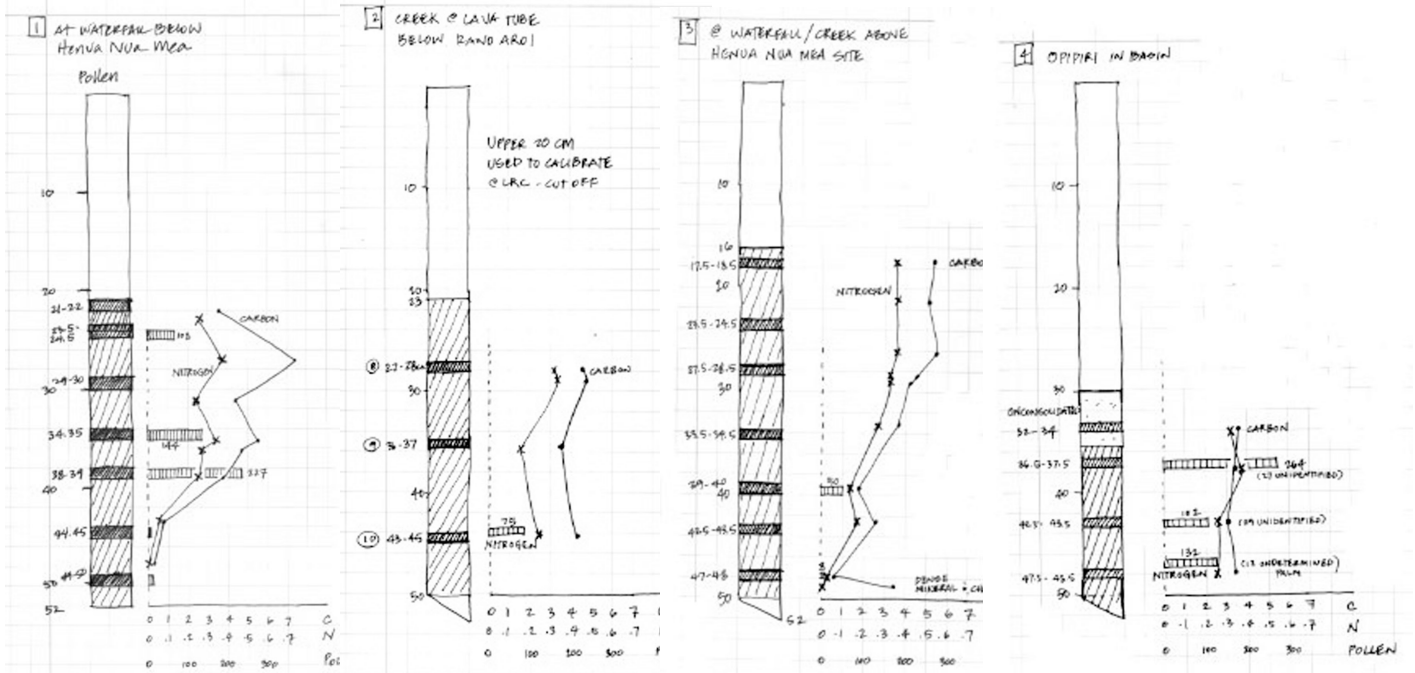 1 AT WATERFALL BELOW
HENUA NUA MEA
Pollen
10
20
21-22
23.5-
24.5
103
CARBON
NITROGEN
29-30
34-35
144
38-39
227
40
44-45
50
52
0 1 2 3 4 5 6 7 C
0 .1 .2 .3 .4 .5 .6 .7 N
0 100 200 300
2 CREEK @ LAVA TUBE
BELOW RANO AROI
UPPER 20 CM
USED TO CALIBRATE
@ LRC - CUT OFF
10
20
8
CARBON
30
9 36-37
40
75
10 43-45
NITROGEN
50
0 1 2 3 4 5 6 7
0 .1 .2 .3 .4 .5 .6 .7
0 100 200 300
3 @ WATERFALL/CREEK ABOVE
HENUA NUA MEA SITE
10
16
17.5-18.5
CARBO
20
NITROGEN
23.5-24.5
27.5-28.5
30
33.5-34.5
39-40
50
40
42.5-43.5
47-48
DENSE
MINERAL
50
52
0 1 2 3 4 5 6 7
0 .1 .2 .3 .4 .5 .6 .7
0 100 200 300
4 OPIPIRI IN BASIN
10
20
30
UNCONSOLIDATED
32-34
CARBON
36.5-37.5
264
(21 UNIDENTIFIED)
40
42.5-43.5
102
(39 UNIDENTIFIED)
132
(12 UNDETERMINED)
PALM
47.5-48.5
NITROGEN
50
0 1 2 3 4 5 6 7 C
0 .1 .2 .3 .4 .5 .6 .7 N
0 100 200 300 POLLEN